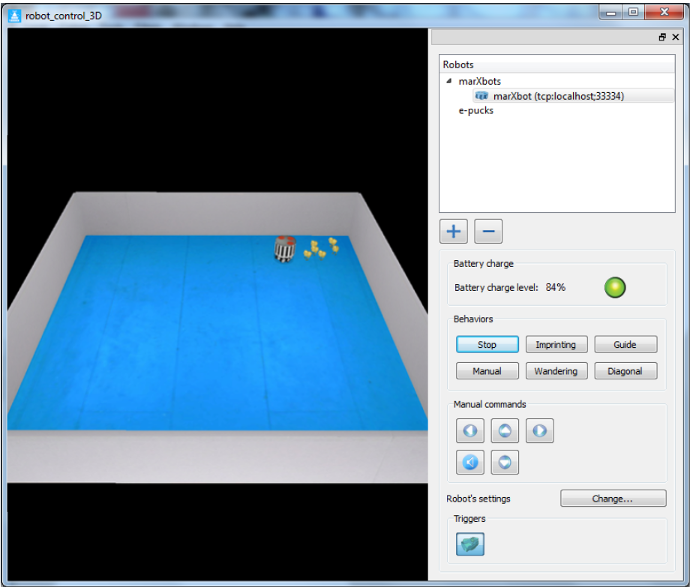 robot_control_3D
Robots
marXbots
marXbot (tcp:localhost;33334)
e-pucks
Battery charge
Battery charge level: 84%
Behaviors
Stop Imprinting Guide
Manual Wandering Diagonal
Manual commands
Robot's settings Change...
Triggers